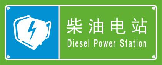 柴油电站
Diesel Power Station